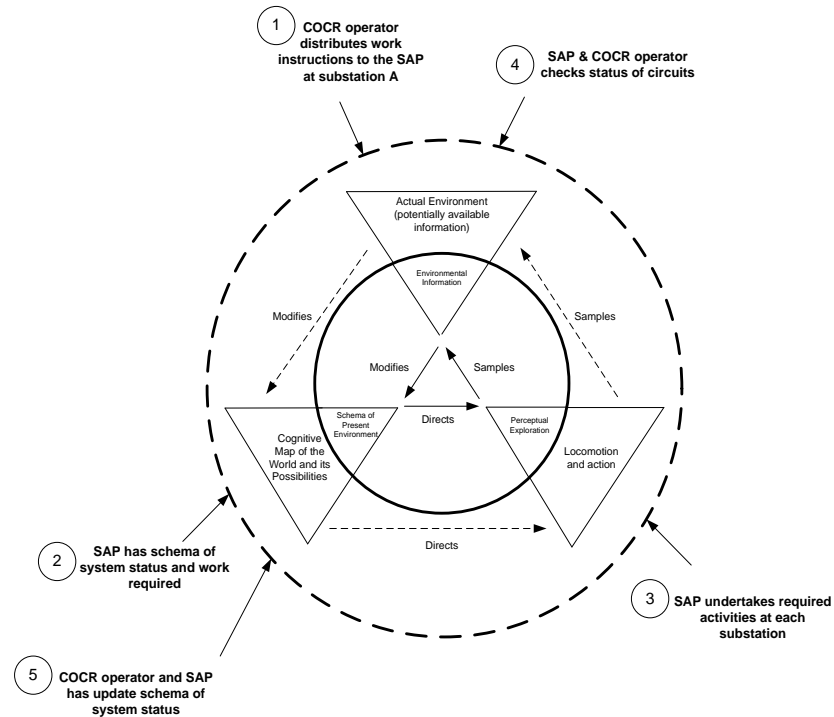 1
COCR operator
distributes work
instructions to the SAP
at substation A
4
SAP & COCR operator
checks status of circuits
Actual Environment
(potentially available
information)
Environmental
Information
Modifies
Samples
Modifies
Samples
Directs
Schema of
Present
Environment
Cognitive
Map of the
World and its
Possibilities
Perceptual
Exploration
Locomotion
and action
Directs
2
SAP has schema of
system status and work
required
3
SAP undertakes required
activities at each
substation
5
COCR operator and SAP
has update schema of
system status